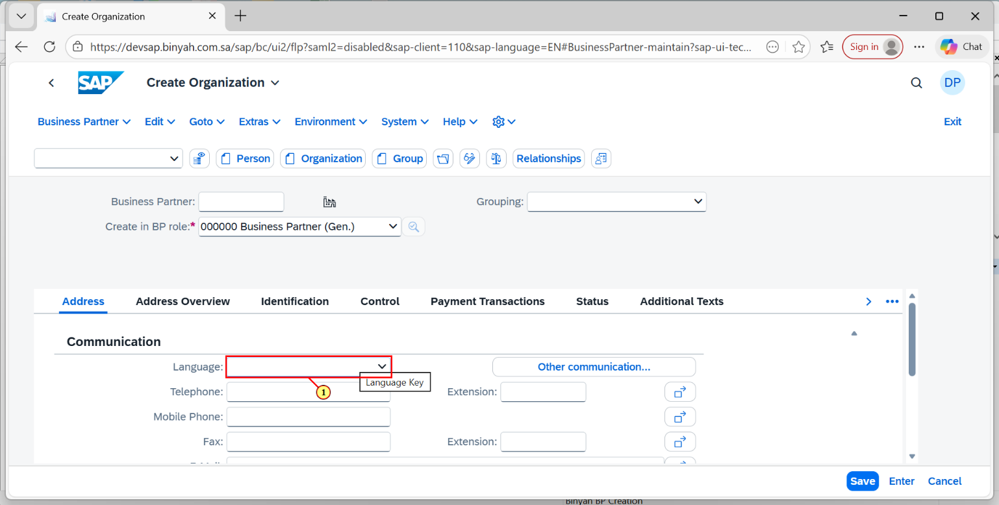 Create Organization
https://devsap.binyah.com.sa/sap/bc/ui2/flp?saml2=disabled&sap-client=110&sap-language=EN#BusinessPartner-maintain?sap-ui-tec...
Sign in
Chat
SAP
Create Organization
DP
Business Partner
Edit
Goto
Extras
Environment
System
Help
Exit
Person
Organization
Group
Relationships
Business Partner:
Grouping:
Create in BP role:*
000000 Business Partner (Gen.)
Address
Address Overview
Identification
Control
Payment Transactions
Status
Additional Texts
Communication
Language:
Other communication...
Language Key
1
Telephone:
Extension:
Mobile Phone:
Fax:
Extension:
Save
Enter
Cancel
Binyah BP Creation